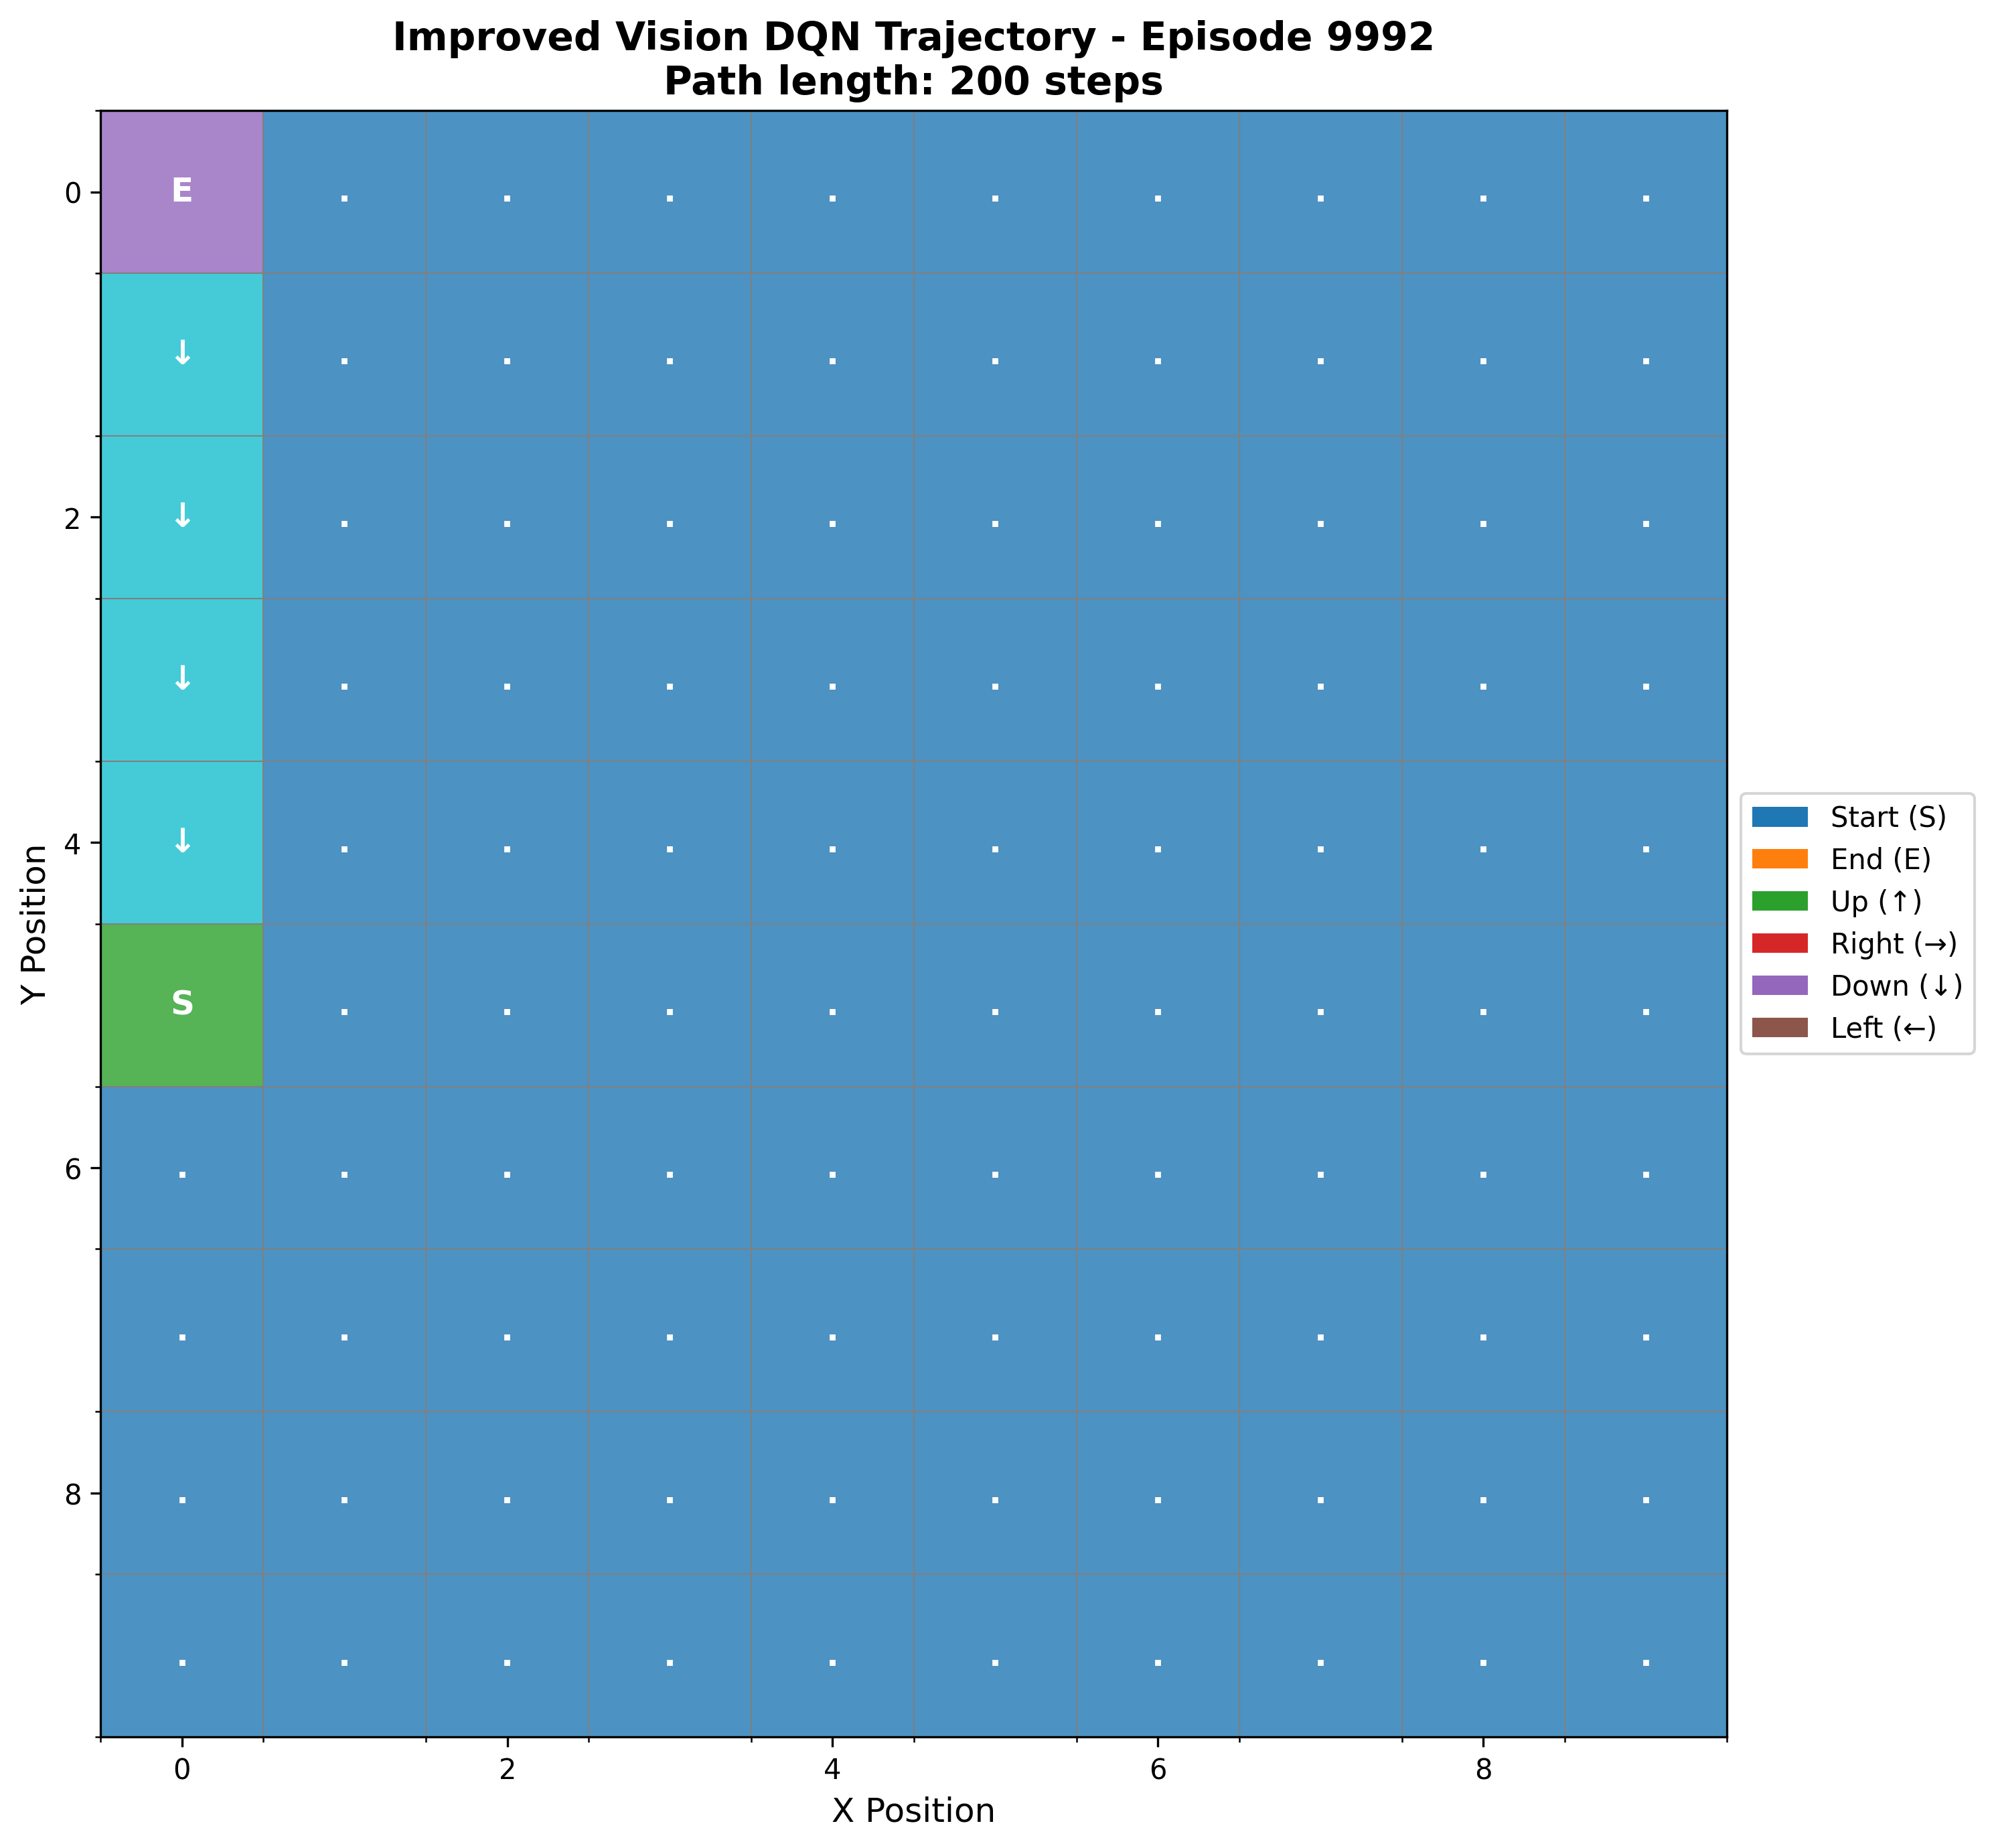 Improved Vision DQN Trajectory - Episode 9992
Path length: 200 steps
0 E . . . . . . . . .
↓ . . . . . . . . .
2 ↓ . . . . . . . . .
↓ . . . . . . . . .
4 ↓ . . . . . . . . .
S . . . . . . . . .
6 . . . . . . . . . .
. . . . . . . . . .
8 . . . . . . . . . .
. . . . . . . . . .
0 2 4 6 8
X Position
Y Position
Start (S)
End (E)
Up (↑)
Right (→)
Down (↓)
Left (←)